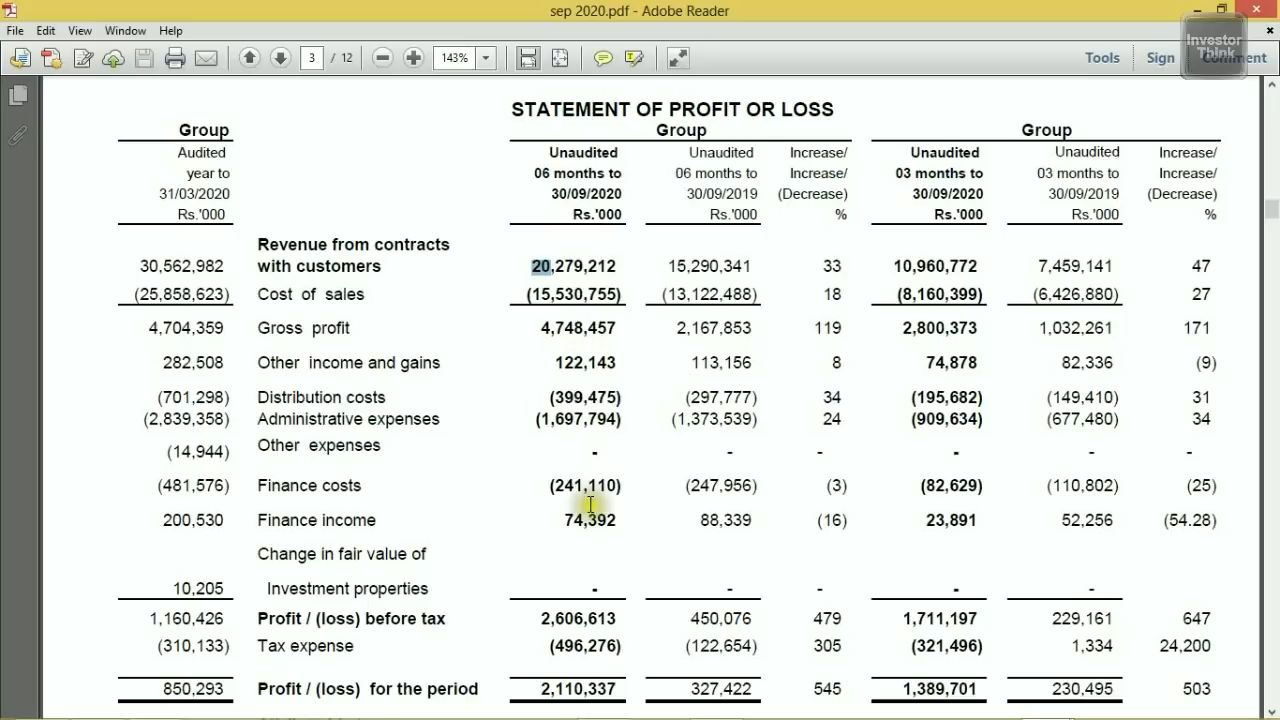 sep 2020.pdf - Adobe Reader
File Edit View Window Help
Investor Think
3 / 12 143% Tools Sign Comment
STATEMENT OF PROFIT OR LOSS
Group Group Group
Audited Unaudited Unaudited Increase/ Unaudited Unaudited Increase/
year to 06 months to 06 months to Increase/ 03 months to 03 months to Increase/
31/03/2020 30/09/2020 30/09/2019 (Decrease) 30/09/2020 30/09/2019 (Decrease)
Rs.'000 Rs.'000 Rs.'000 % Rs.'000 Rs.'000 %
Revenue from contracts
30,562,982 with customers 20,279,212 15,290,341 33 10,960,772 7,459,141 47
(25,858,623) Cost of sales (15,530,755) (13,122,488) 18 (8,160,399) (6,426,880) 27
4,704,359 Gross profit 4,748,457 2,167,853 119 2,800,373 1,032,261 171
282,508 Other income and gains 122,143 113,156 8 74,878 82,336 (9)
(701,298) Distribution costs (399,475) (297,777) 34 (195,682) (149,410) 31
(2,839,358) Administrative expenses (1,697,794) (1,373,539) 24 (909,634) (677,480) 34
(14,944) Other expenses - - - - - -
(481,576) Finance costs (241,110) (247,956) (3) (82,629) (110,802) (25)
200,530 Finance income 74,392 88,339 (16) 23,891 52,256 (54.28)
Change in fair value of
10,205 Investment properties - - - - -
1,160,426 Profit / (loss) before tax 2,606,613 450,076 479 1,711,197 229,161 647
(310,133) Tax expense (496,276) (122,654) 305 (321,496) 1,334 24,200
850,293 Profit / (loss) for the period 2,110,337 327,422 545 1,389,701 230,495 503